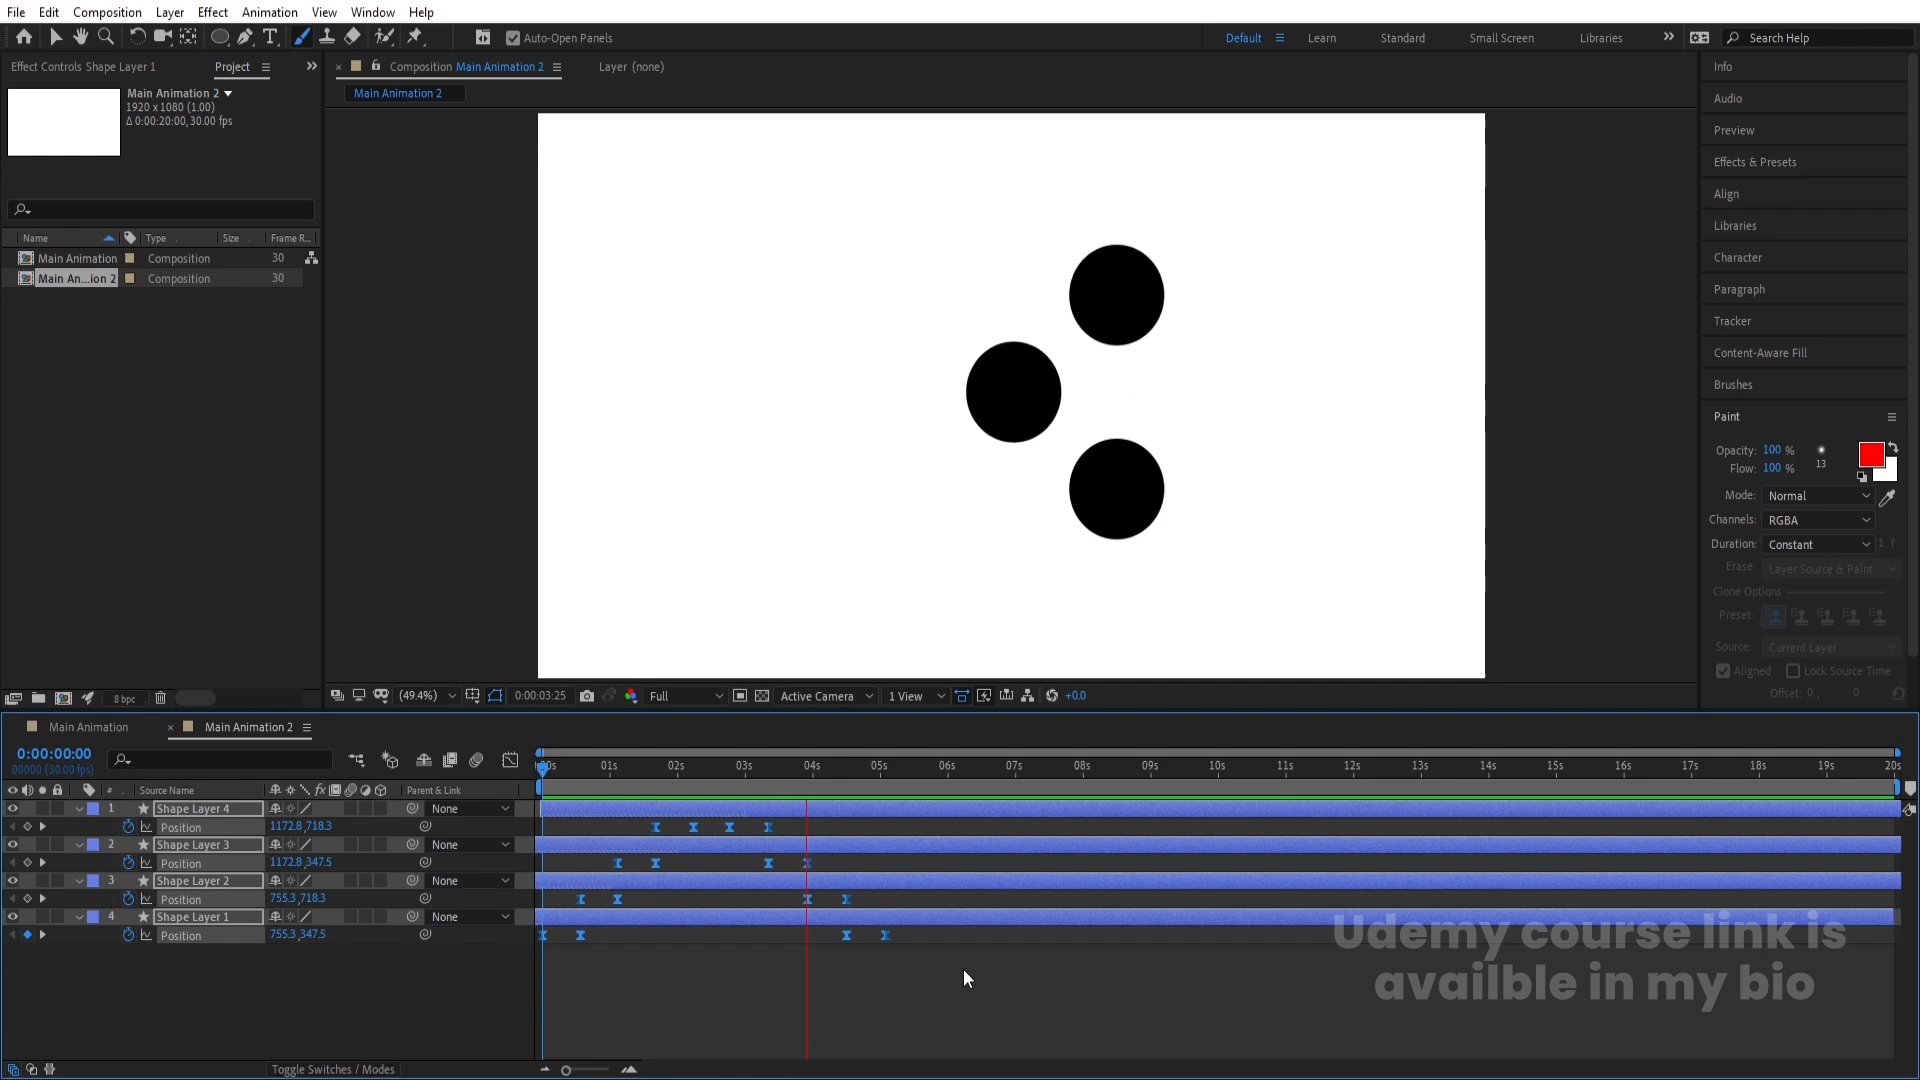 File Edit Composition Layer Effect Animation View Window Help
Auto-Open Panels Default Learn Standard Small Screen Libraries Search Help
Effect Controls Shape Layer 1 Project
Composition Main Animation 2 Layer (none)
Main Animation 2
Main Animation 2
1920 x 1080 (1.00)
Δ 0:00:20:00, 30.00 fps
Name Type Size Frame R...
Main Animation Composition 30
Main An...ion 2 Composition 30
8 bpc
(49.4%) 0:00:03:25 Full Active Camera 1 View +0.0
Info
Audio
Preview
Effects & Presets
Align
Libraries
Character
Paragraph
Tracker
Content-Aware Fill
Brushes
Paint
Opacity: 100 %
Flow: 100 %
13
Mode: Normal
Channels: RGBA
Duration: Constant 1 f
Erase: Layer Source & Paint
Clone Options
Preset:
Source: Current Layer
Aligned Lock Source Time
Offset: 0 , 0
Main Animation Main Animation 2
0:00:00:00
00000 (30.00 fps)
00s 01s 02s 03s 04s 05s 06s 07s 08s 09s 10s 11s 12s 13s 14s 15s 16s 17s 18s 19s 20s
# Source Name fx Parent & Link
1 Shape Layer 4 None
Position 1172.8,718.3
2 Shape Layer 3 None
Position 1172.8,347.5
3 Shape Layer 2 None
Position 755.3,718.3
4 Shape Layer 1 None
Position 755.3,347.5
Udemy course link is
availble in my bio
Toggle Switches / Modes